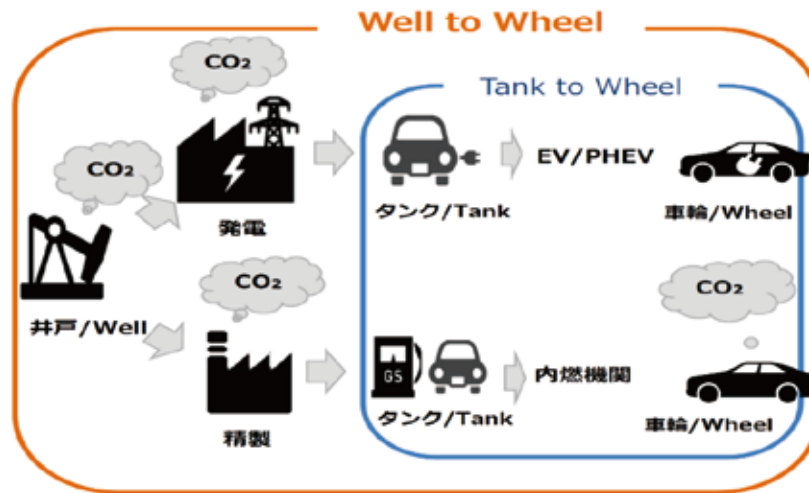 Well to Wheel
CO₂
Tank to Wheel
CO₂
EV/PHEV
発電
タンク/Tank
車輪/Wheel
井戸/Well
CO₂
CO₂
GS
内燃機関
精製
タンク/Tank
車輪/Wheel